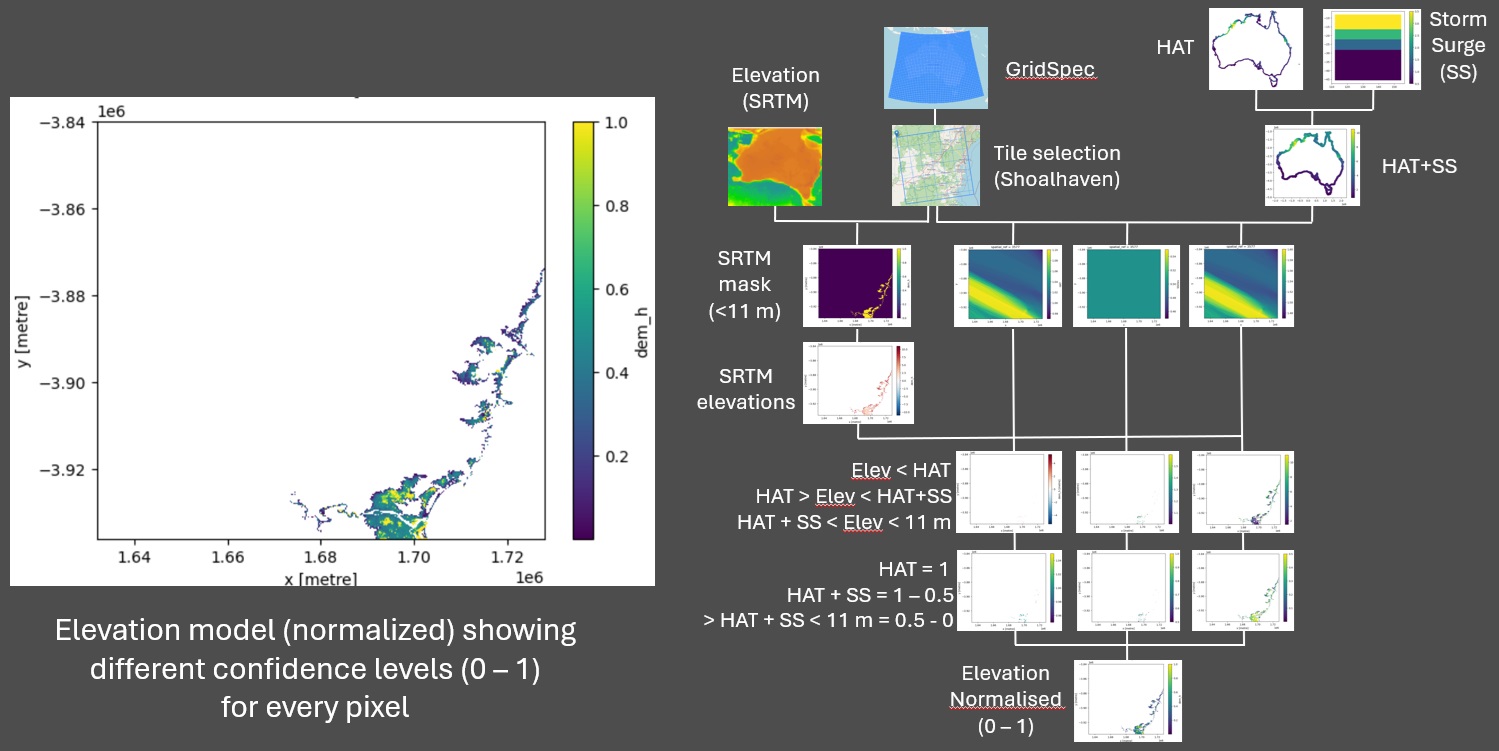 1e6
−3.84
−3.86
−3.88
−3.90
−3.92
y [metre]
1.64
1.66
1.68
1.70
1.72
x [metre]
1e6
1.0
0.8
0.6
0.4
0.2
dem_h
Elevation model (normalized) showing
different confidence levels (0 – 1)
for every pixel
Elevation
(SRTM)
GridSpec
Tile selection
(Shoalhaven)
HAT
Storm
Surge
(SS)
HAT+SS
SRTM
mask
(<11 m)
SRTM
elevations
Elev < HAT
HAT > Elev < HAT+SS
HAT + SS < Elev < 11 m
HAT = 1
HAT + SS = 1 – 0.5
> HAT + SS < 11 m = 0.5 - 0
Elevation
Normalised
(0 – 1)